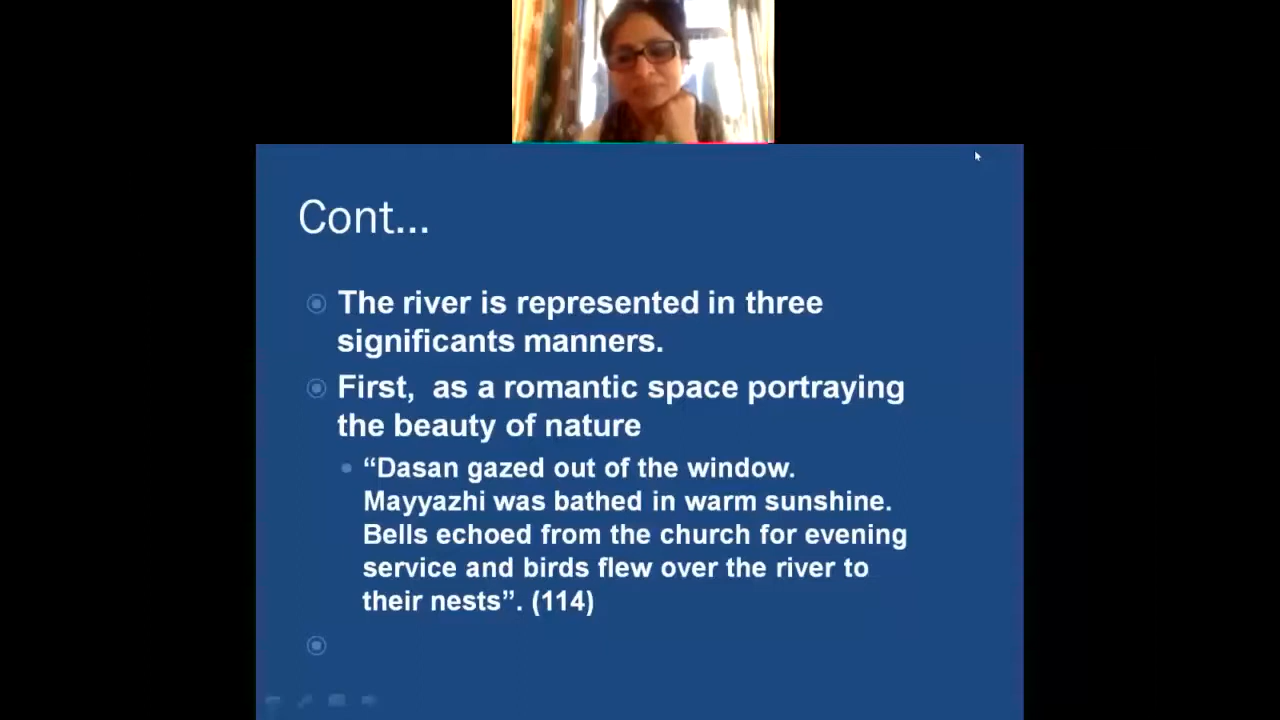 Cont...
The river is represented in three
significants manners.
First,  as a romantic space portraying
the beauty of nature
“Dasan gazed out of the window.
Mayyazhi was bathed in warm sunshine.
Bells echoed from the church for evening
service and birds flew over the river to
their nests”. (114)